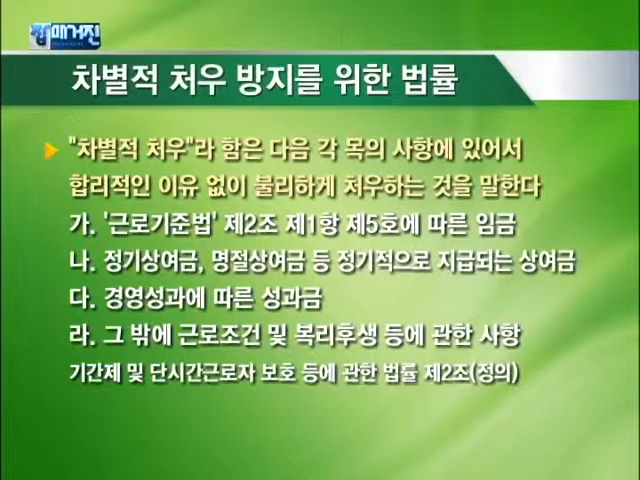 잡매거진
차별적 처우 방지를 위한 법률
"차별적 처우"라 함은 다음 각 목의 사항에 있어서
합리적인 이유 없이 불리하게 처우하는 것을 말한다
가. '근로기준법' 제2조 제1항 제5호에 따른 임금
나. 정기상여금, 명절상여금 등 정기적으로 지급되는 상여금
다. 경영성과에 따른 성과금
라. 그 밖에 근로조건 및 복리후생 등에 관한 사항
기간제 및 단시간근로자 보호 등에 관한 법률 제2조(정의)